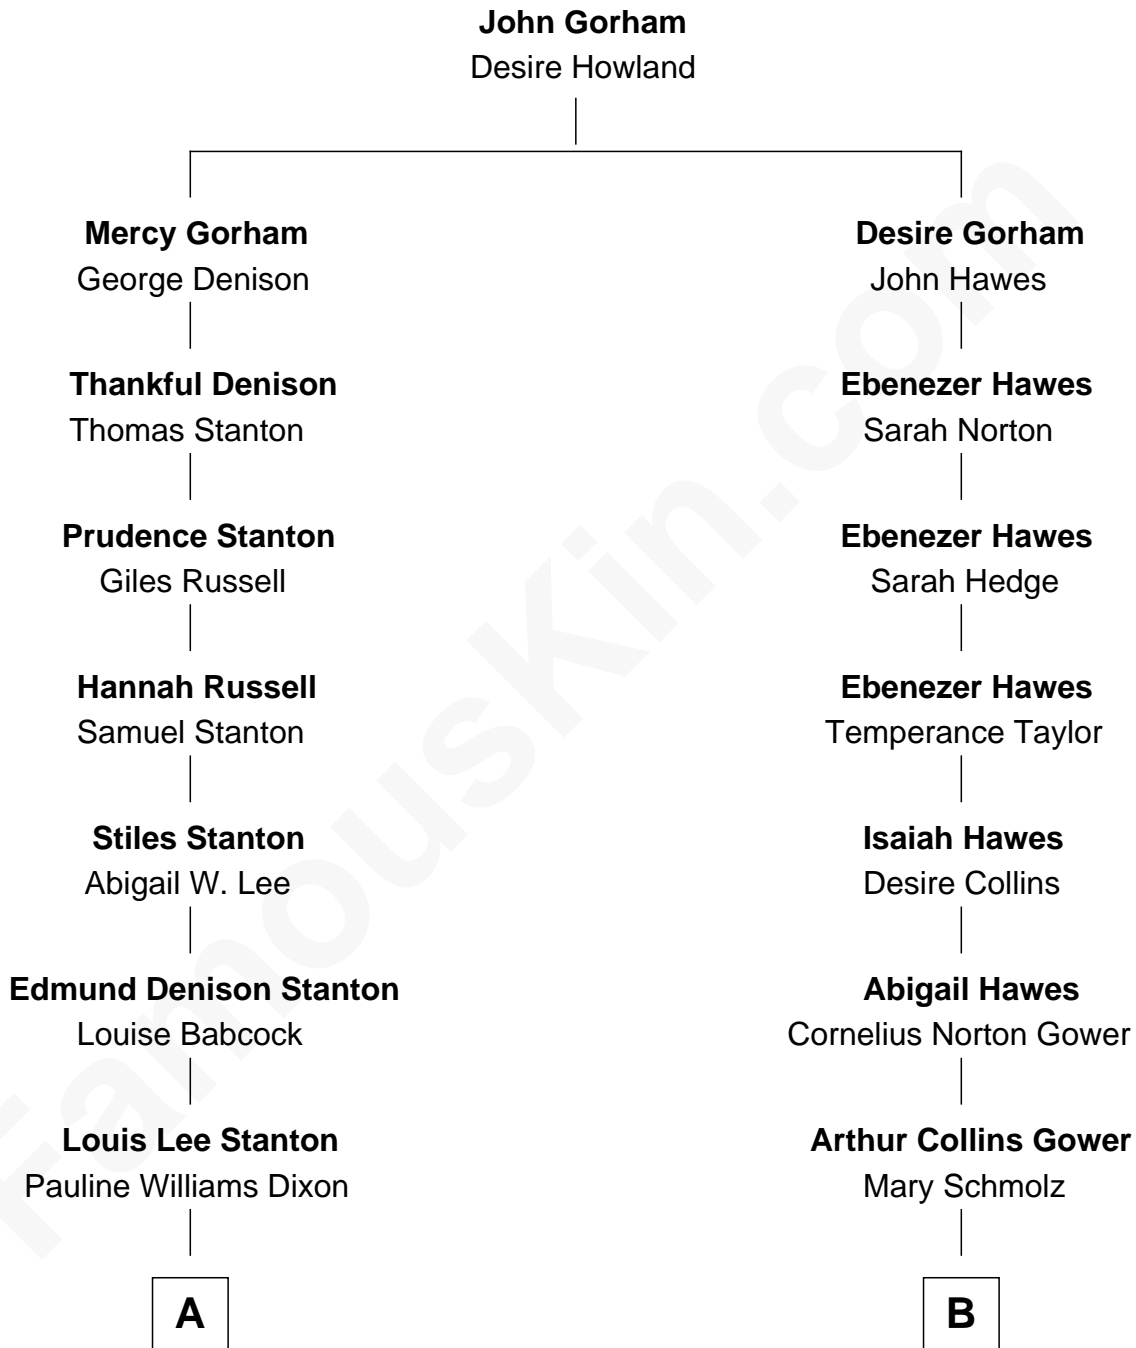 John Gorham
Desire Howland
Mercy Gorham
George Denison
Thankful Denison
Thomas Stanton
Prudence Stanton
Giles Russell
Hannah Russell
Samuel Stanton
Stiles Stanton
Abigail W. Lee
Edmund Denison Stanton
Louise Babcock
Louis Lee Stanton
Pauline Williams Dixon
A
Desire Gorham
John Hawes
Ebenezer Hawes
Sarah Norton
Ebenezer Hawes
Sarah Hedge
Ebenezer Hawes
Temperance Taylor
Isaiah Hawes
Desire Collins
Abigail Hawes
Cornelius Norton Gower
Arthur Collins Gower
Mary Schmolz
B
FamousKin.com